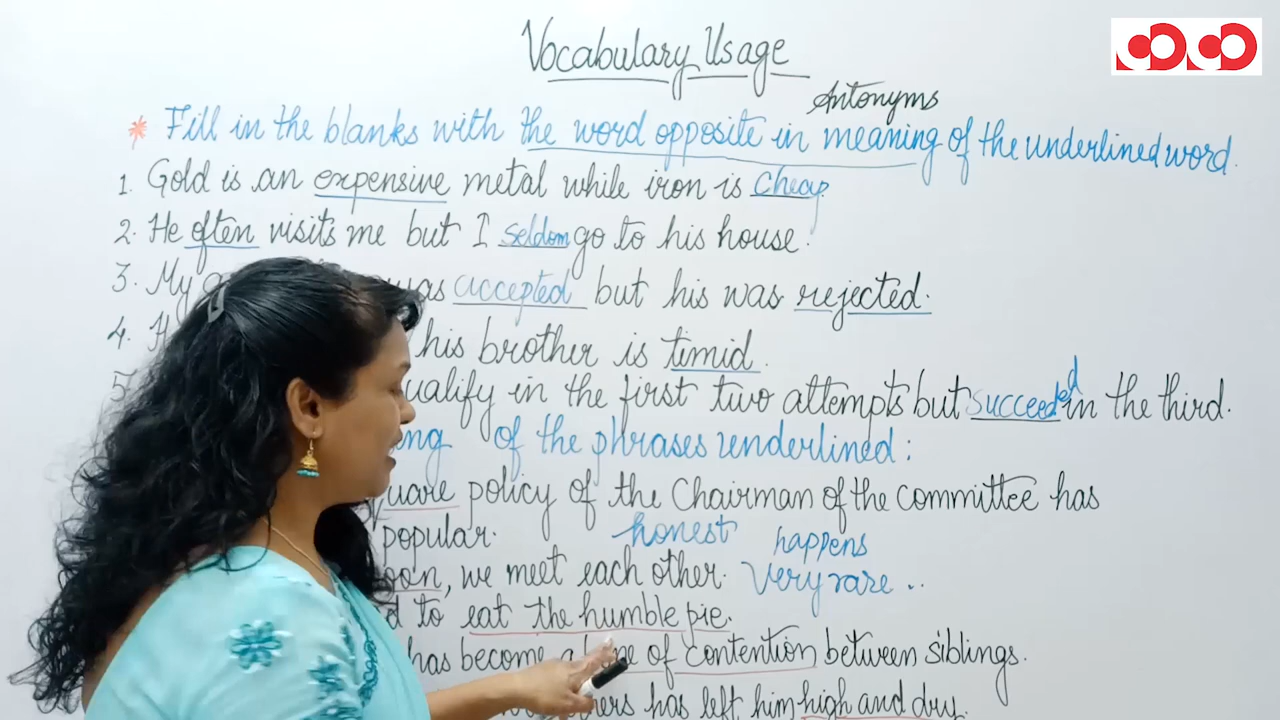 Vocabulary Usage
Antonyms
* Fill in the blanks with the word opposite in meaning of the underlined word.
1. Gold is an expensive metal while iron is cheap
2. He often visits me but I seldom go to his house.
3. My was accepted but his was rejected.
4. his brother is timid.
5 in the first two attempts but succeeded in the third.
of the phrases underlined:
policy of the Chairman of the committee has
popular. honest happens
we meet each other. Very rare ..
to eat the humble pie.
has become a bone of contention between siblings.
has left him high and dry.